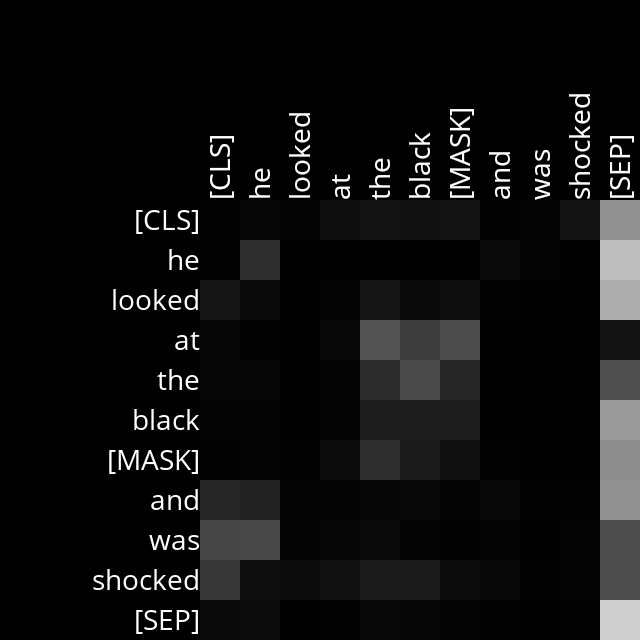 [CLS] he looked at the black [MASK] and was shocked [SEP]
[CLS]
he
looked
at
the
black
[MASK]
and
was
shocked
[SEP]